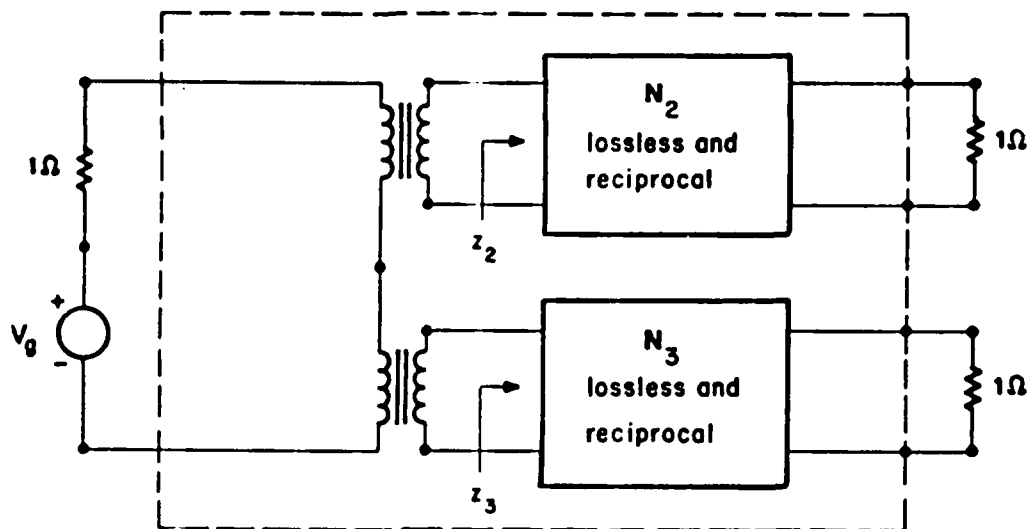 1Ω
+
Vg
-
N2
lossless and
reciprocal
z2
1Ω
N3
lossless and
reciprocal
z3
1Ω